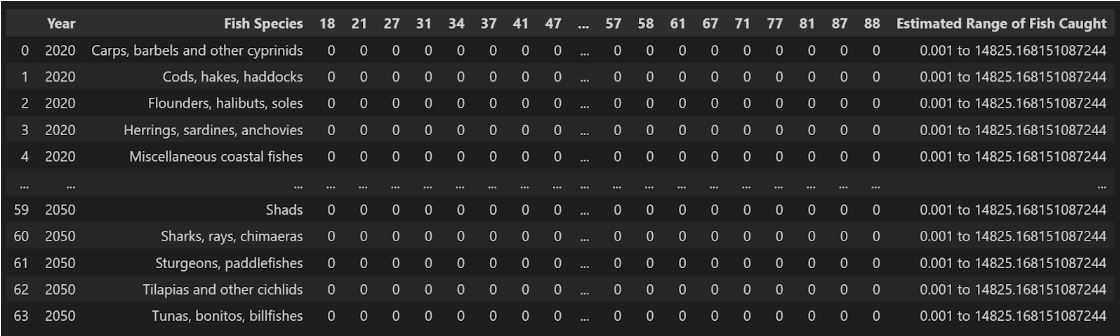 Year Fish Species 18 21 27 31 34 37 41 47 ... 57 58 61 67 71 77 81 87 88 Estimated Range of Fish Caught
0 2020 Carps, barbels and other cyprinids 0 0 0 0 0 0 0 0 ... 0 0 0 0 0 0 0 0 0 0.001 to 14825.168151087244
1 2020 Cods, hakes, haddocks 0 0 0 0 0 0 0 0 ... 0 0 0 0 0 0 0 0 0 0.001 to 14825.168151087244
2 2020 Flounders, halibuts, soles 0 0 0 0 0 0 0 0 ... 0 0 0 0 0 0 0 0 0 0.001 to 14825.168151087244
3 2020 Herrings, sardines, anchovies 0 0 0 0 0 0 0 0 ... 0 0 0 0 0 0 0 0 0 0.001 to 14825.168151087244
4 2020 Miscellaneous coastal fishes 0 0 0 0 0 0 0 0 ... 0 0 0 0 0 0 0 0 0 0.001 to 14825.168151087244
... ... ... ... ... ... ... ... ... ... ... ... ... ... ... ... ... ... ... ... ... ...
59 2050 Shads 0 0 0 0 0 0 0 0 ... 0 0 0 0 0 0 0 0 0 0.001 to 14825.168151087244
60 2050 Sharks, rays, chimaeras 0 0 0 0 0 0 0 0 ... 0 0 0 0 0 0 0 0 0 0.001 to 14825.168151087244
61 2050 Sturgeons, paddlefishes 0 0 0 0 0 0 0 0 ... 0 0 0 0 0 0 0 0 0 0.001 to 14825.168151087244
62 2050 Tilapias and other cichlids 0 0 0 0 0 0 0 0 ... 0 0 0 0 0 0 0 0 0 0.001 to 14825.168151087244
63 2050 Tunas, bonitos, billfishes 0 0 0 0 0 0 0 0 ... 0 0 0 0 0 0 0 0 0 0.001 to 14825.168151087244